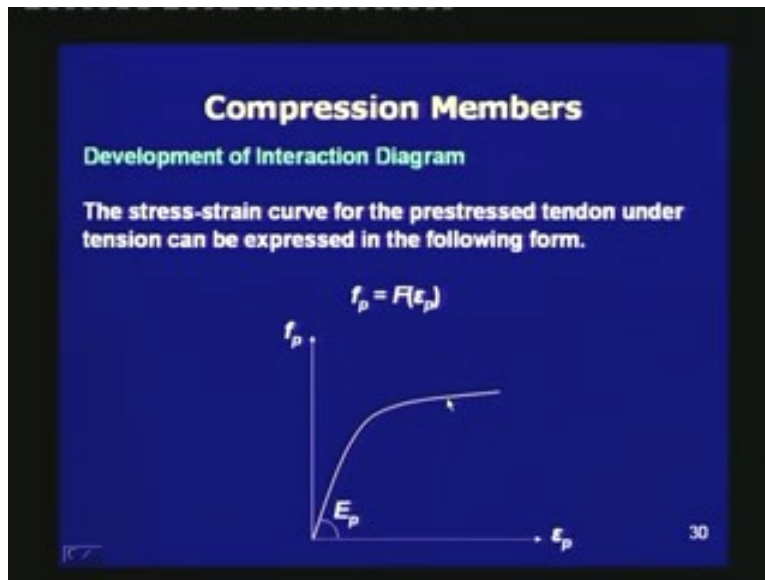 Compression Members
Development of Interaction Diagram
The stress-strain curve for the prestressed tendon under
tension can be expressed in the following form.
fₚ = F(εₚ)
fₚ
Eₚ
εₚ
30